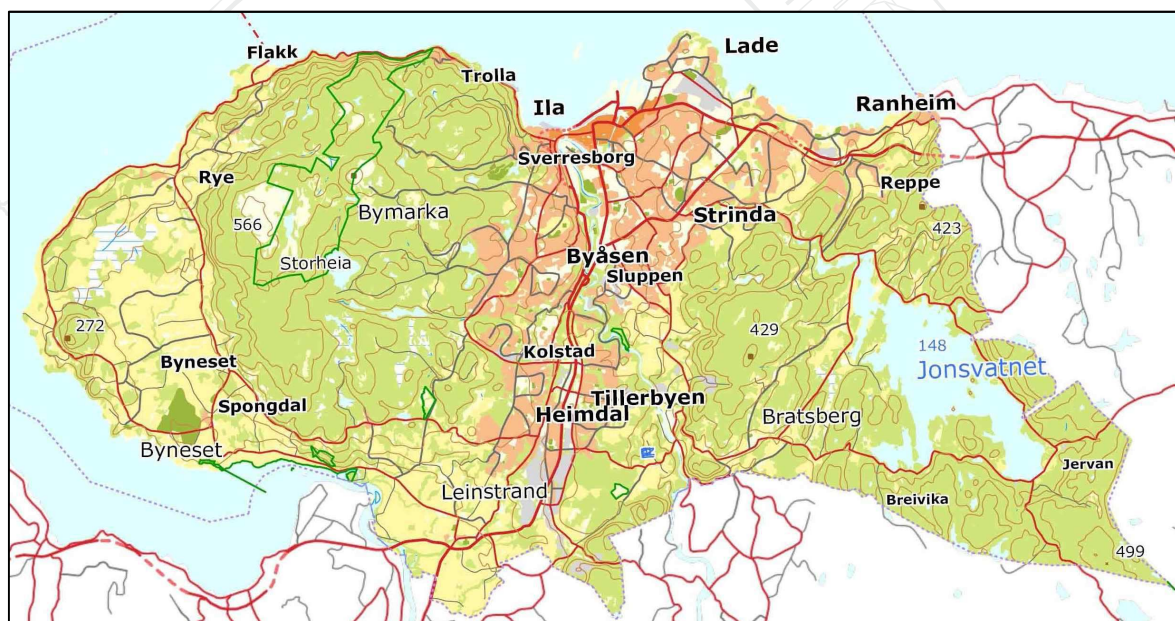 Lade
Flakk
Trolla
Ila
Ranheim
Sverresborg
Rye
Reppe
Bymarka
Strinda
566
423
Byåsen
Storheia
Sluppen
272
429
148
Kolstad
Byneset
Jonsvatnet
Tillerbyen
Spongdal
Heimdal
Bratsberg
Byneset
Jervan
Leinstrand
Breivika
499